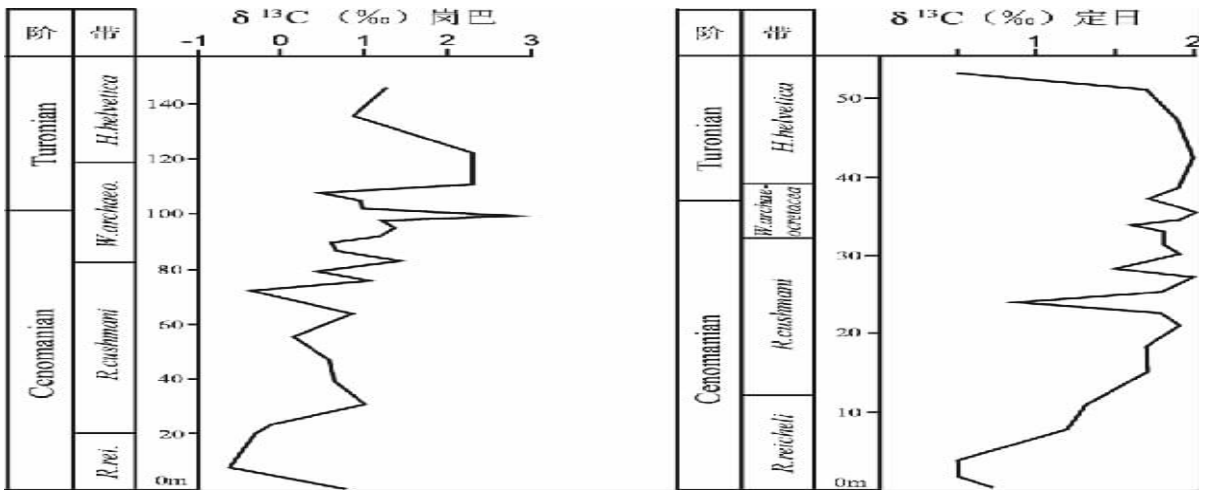 δ ¹³C (‰) 岗巴
阶 带
-1 0 1 2 3
Turonian
Cenomanian
H.helvetica
W.archaeo.
R.cushmani
R.rei.
140
120
100
80
60
40
20
0m
δ ¹³C (‰) 定日
阶 带
1 2
Turonian
Cenomanian
H.helvetica
W.archae-
ocretacea
R.cushmani
R.reicheli
50
40
30
20
10
0m